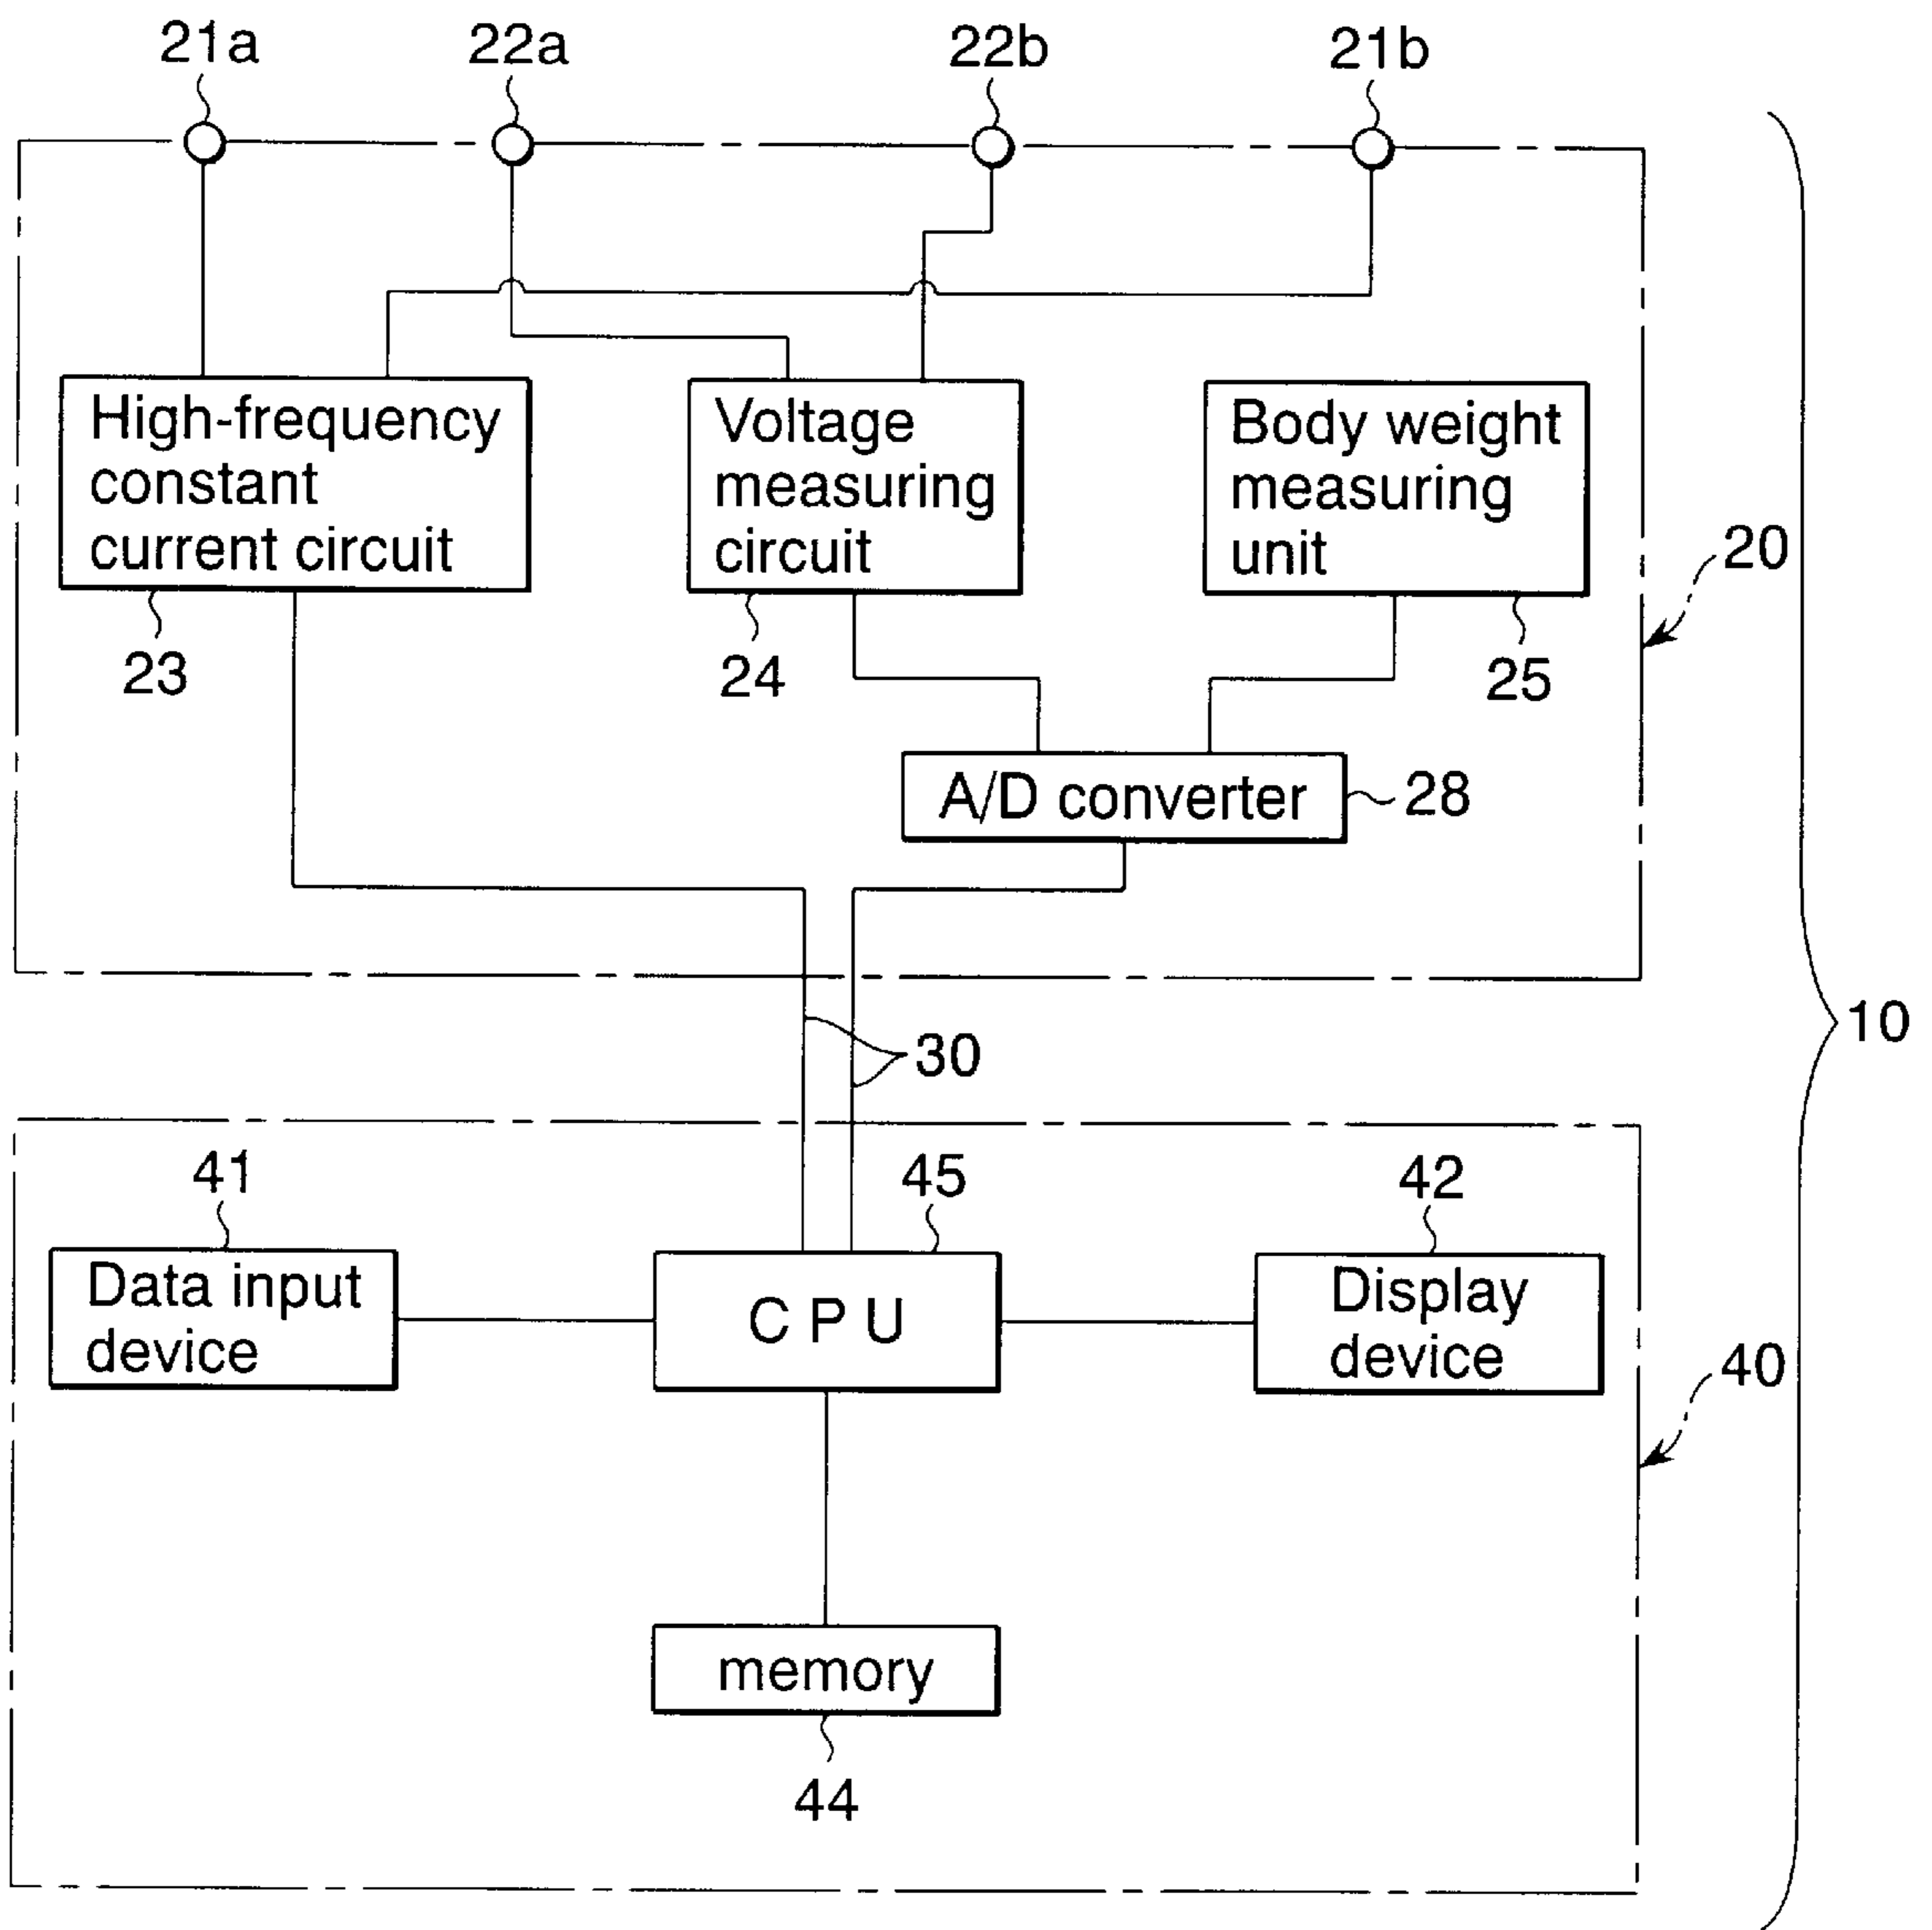 21a
22a
22b
21b
High-frequency
constant
current circuit
Voltage
measuring
circuit
Body weight
measuring
unit
20
23
24
25
A/D converter
28
10
30
41
45
42
Data input
device
C P U
Display
device
40
memory
44